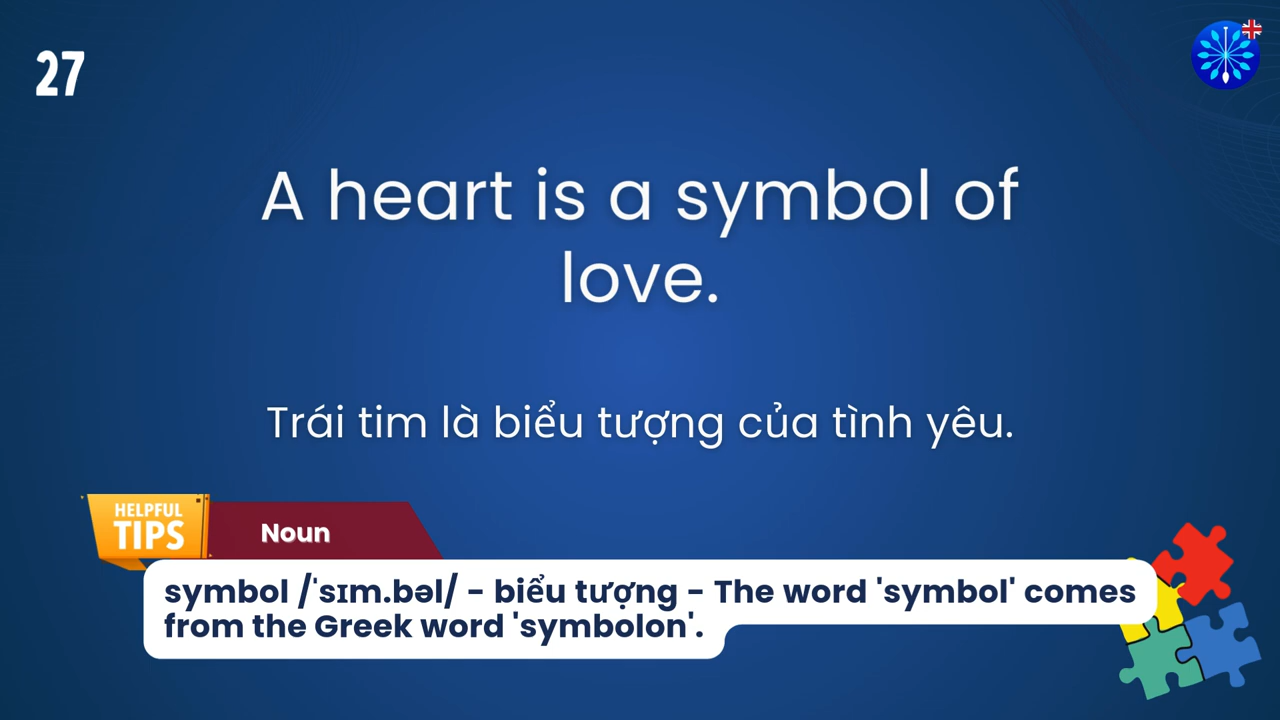 27
A heart is a symbol of
love.
Trái tim là biểu tượng của tình yêu.
HELPFUL
TIPS
Noun
symbol /ˈsɪm.bəl/ - biểu tượng - The word 'symbol' comes
from the Greek word 'symbolon'.